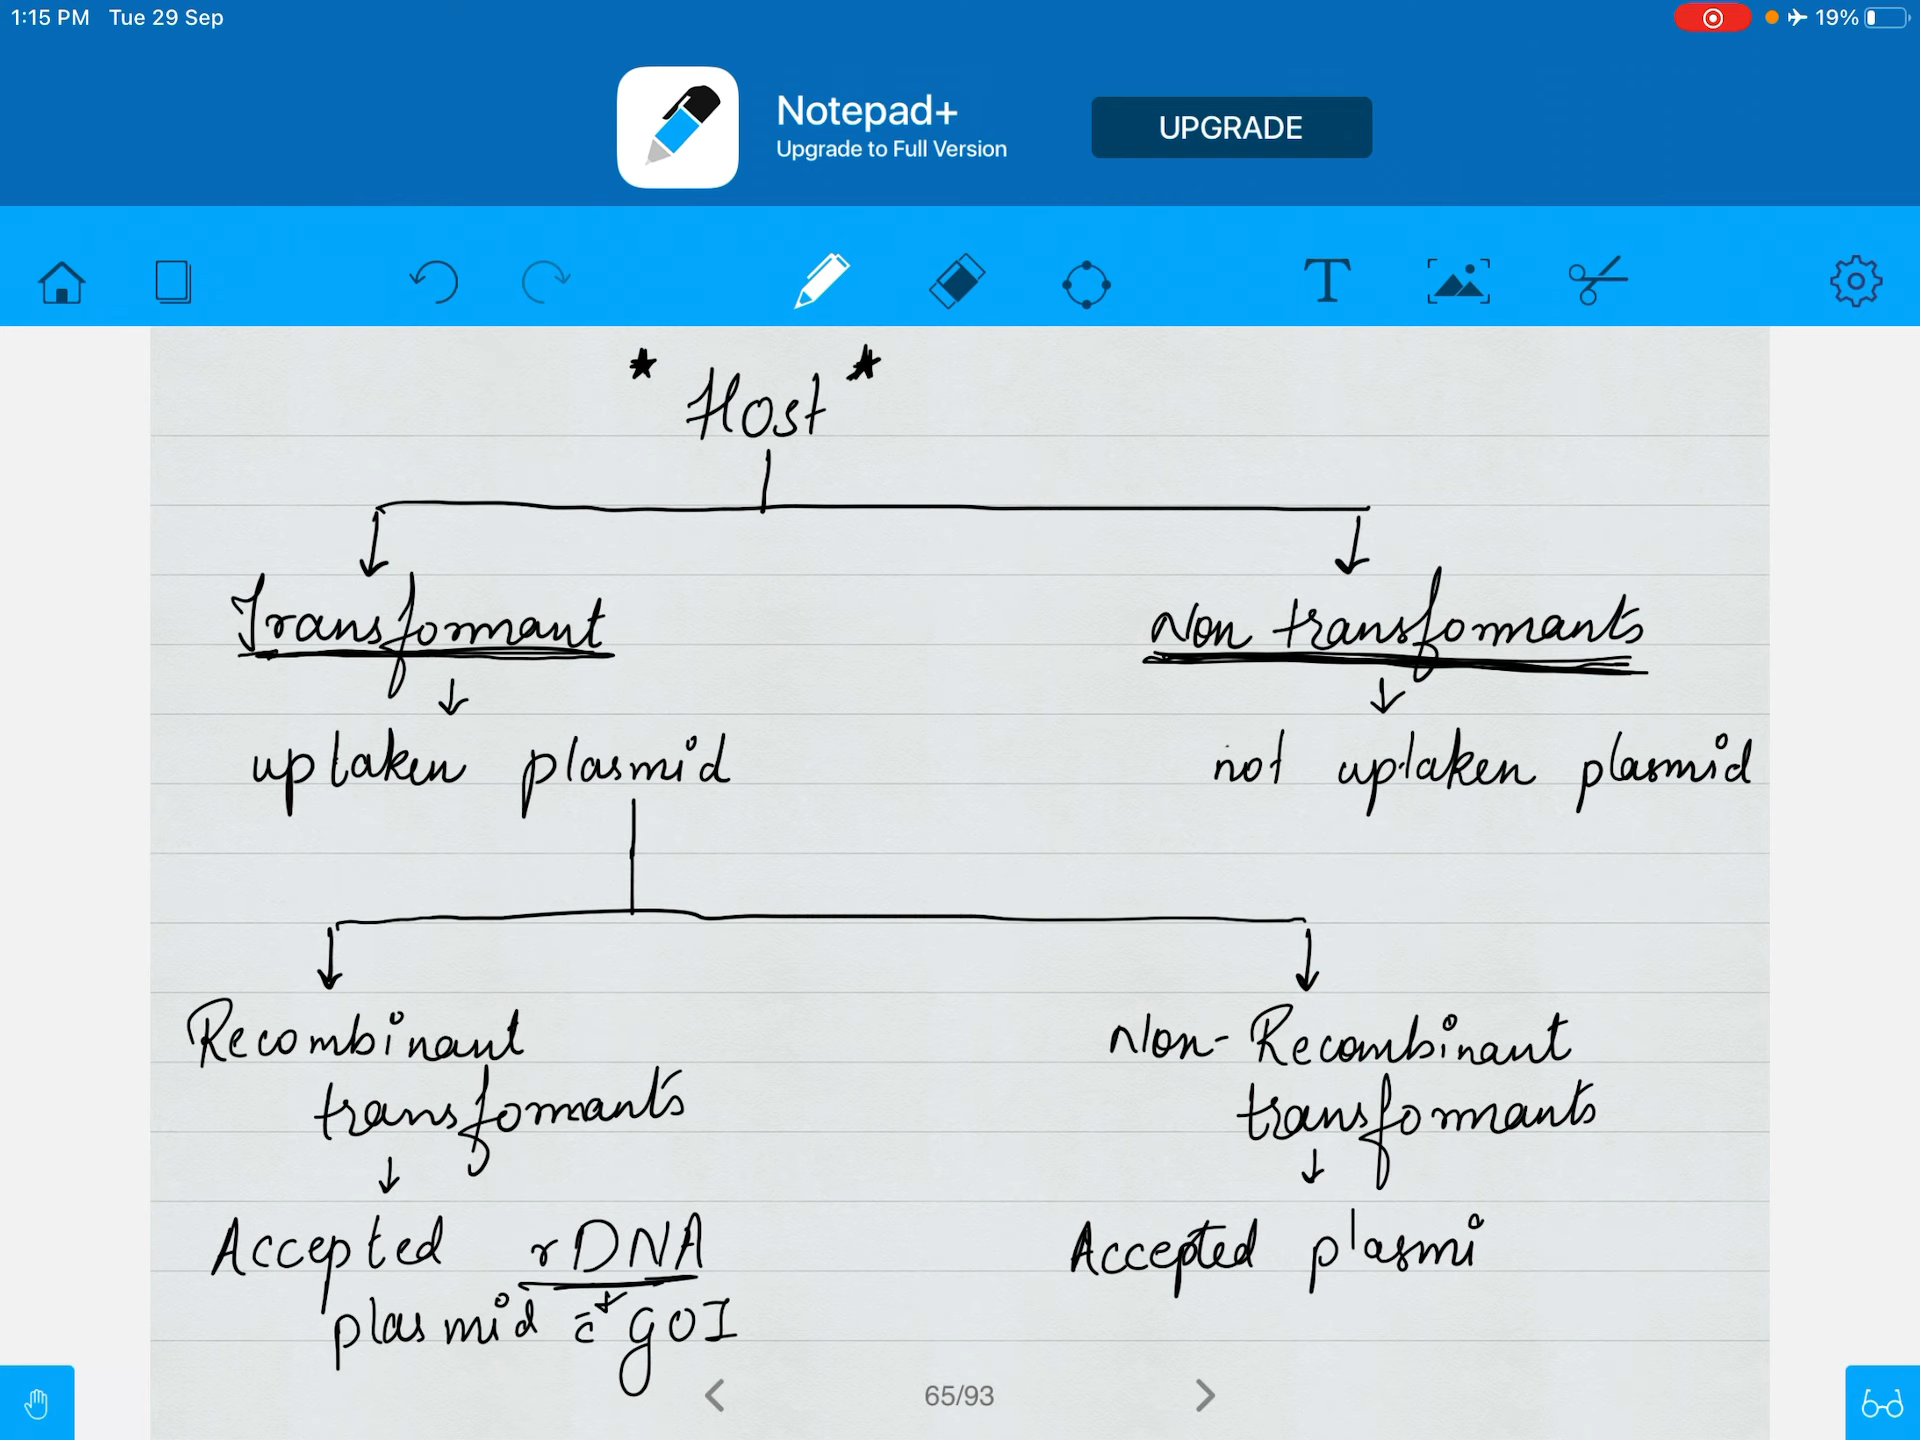 1:15 PM Tue 29 Sep
19%
Notepad+
Upgrade to Full Version
UPGRADE
T
* Host *
Transformant
Non transformants
↓
↓
uptaken plasmid
not uptaken plasmid
Recombinant
transformants
Non-Recombinant
transformants
↓
↓
Accepted rDNA
plasmid c̄ GOI
Accepted plasmi
65/93